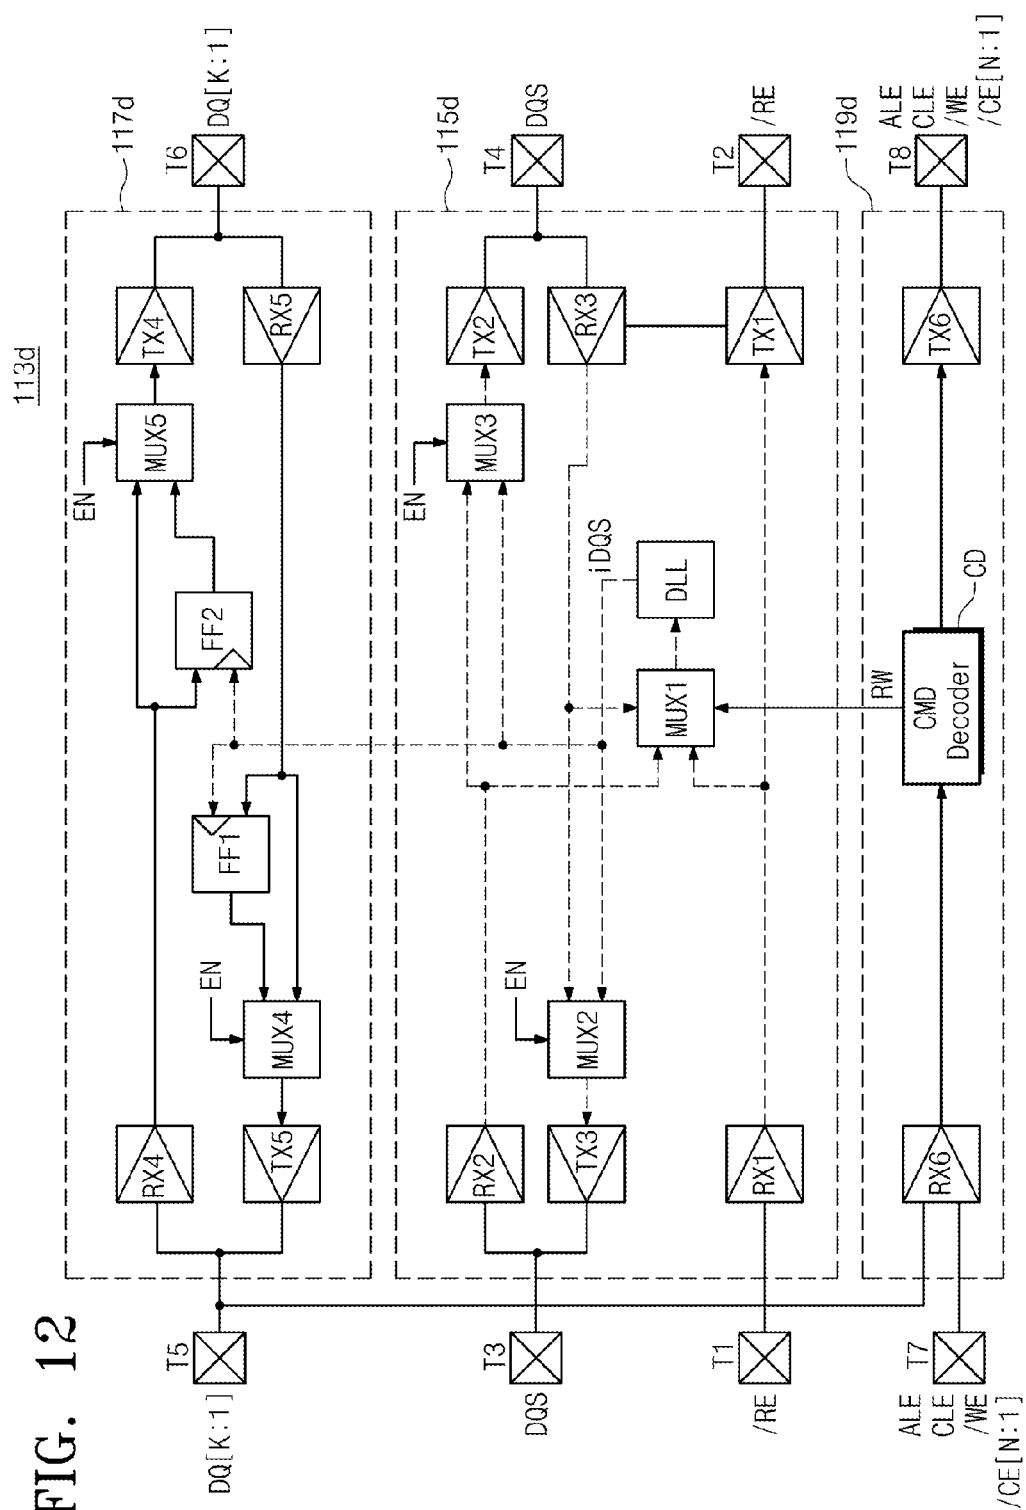 FIG. 12
113d
117d
T5
DQ[K:1]
RX4
TX5
EN
MUX4
FF1
FF2
EN
MUX5
TX4
RX5
T6
DQ[K:1]
115d
T3
DQS
RX2
TX3
EN
MUX2
iDQS
MUX1
DLL
EN
MUX3
TX2
RX3
T4
DQS
T1
/RE
RX1
TX1
T2
/RE
119d
T7
ALE
CLE
/WE
/CE[N:1]
RX6
RW
CMD
Decoder
CD
TX6
T8
ALE
CLE
/WE
/CE[N:1]